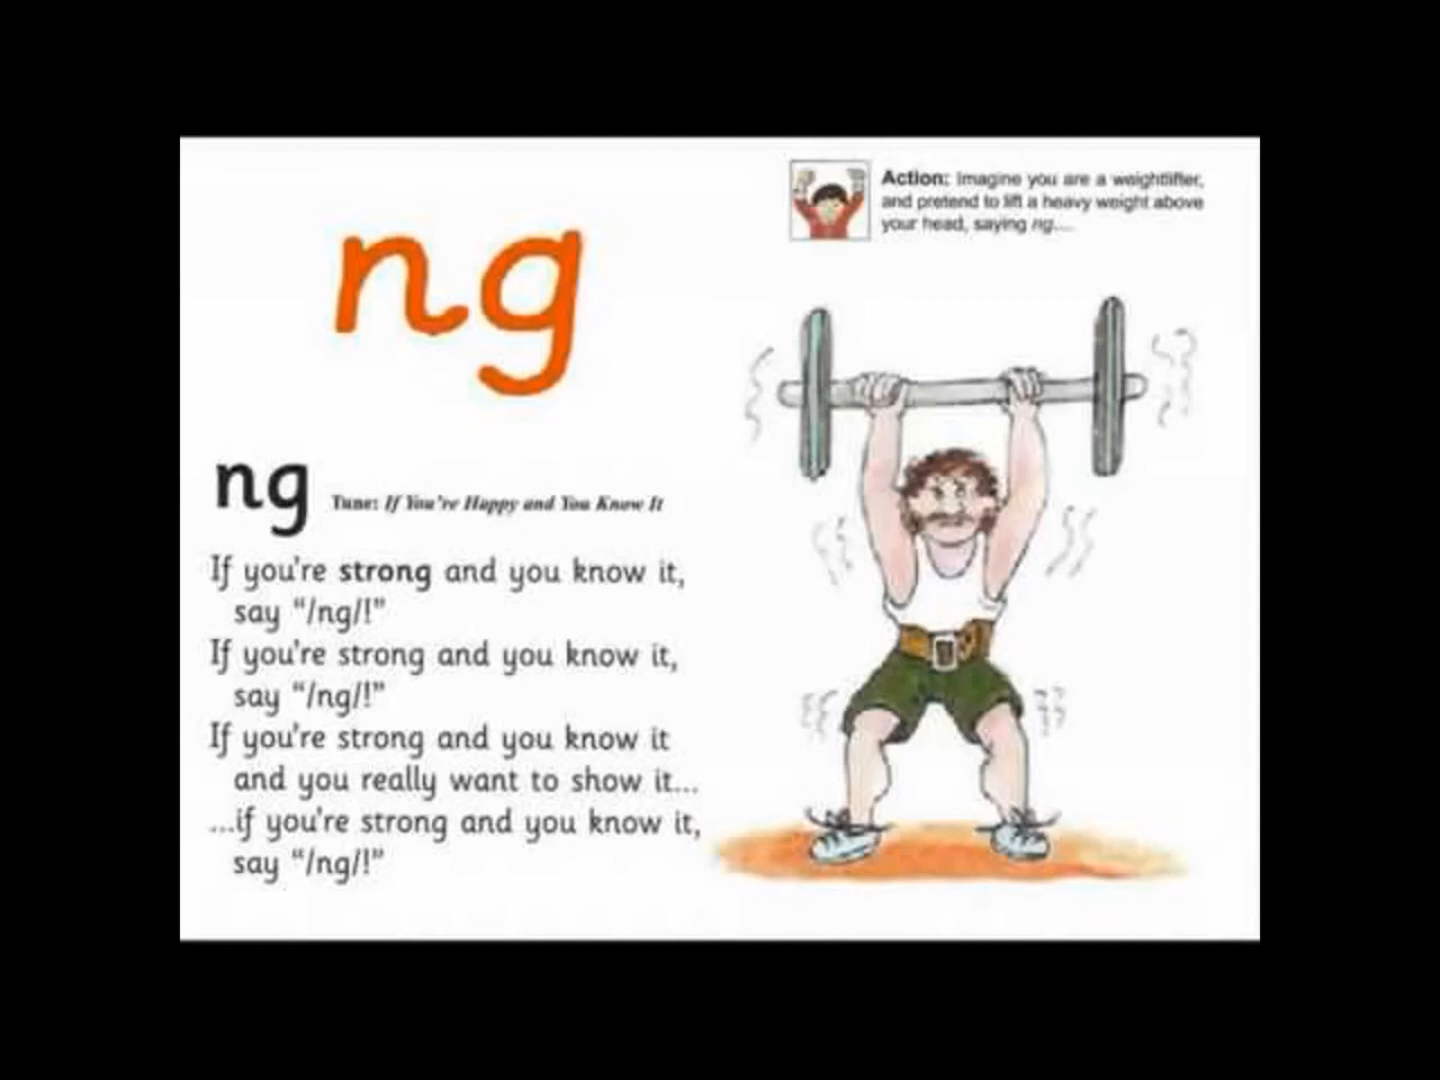 Action: Imagine you are a weightlifter,
and pretend to lift a heavy weight above
your head, saying ng...
ng
ng Tune: If You're Happy and You Know It
If you're strong and you know it,
say “/ng/!”
If you're strong and you know it,
say “/ng/!”
If you're strong and you know it
and you really want to show it...
...if you're strong and you know it,
say “/ng/!”